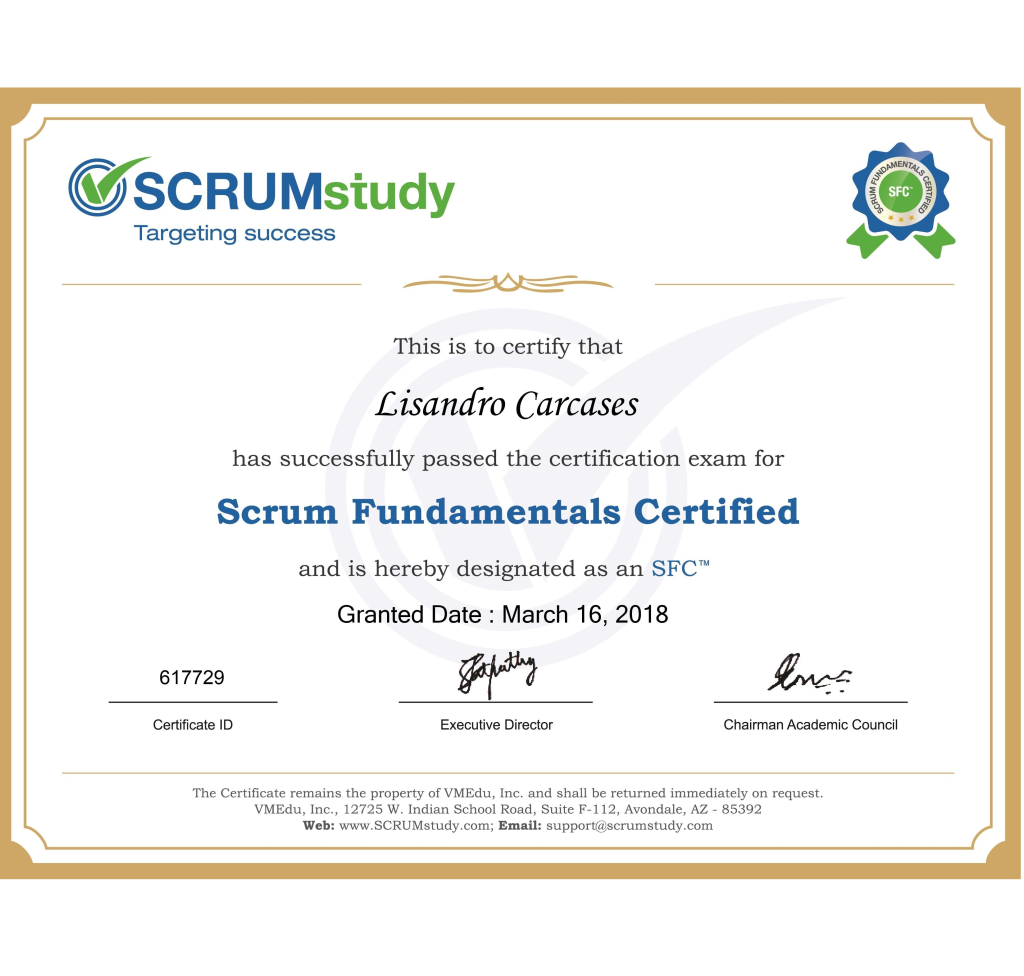 SCRUMstudy
Targeting success
SCRUM FUNDAMENTALS CERTIFIED
SFC™
This is to certify that
Lisandro Carcases
has successfully passed the certification exam for
Scrum Fundamentals Certified
and is hereby designated as an SFC™
Granted Date : March 16, 2018
617729
Certificate ID
Executive Director
Chairman Academic Council
The Certificate remains the property of VMEdu, Inc. and shall be returned immediately on request.
VMEdu, Inc., 12725 W. Indian School Road, Suite F-112, Avondale, AZ - 85392
Web: www.SCRUMstudy.com; Email: support@scrumstudy.com